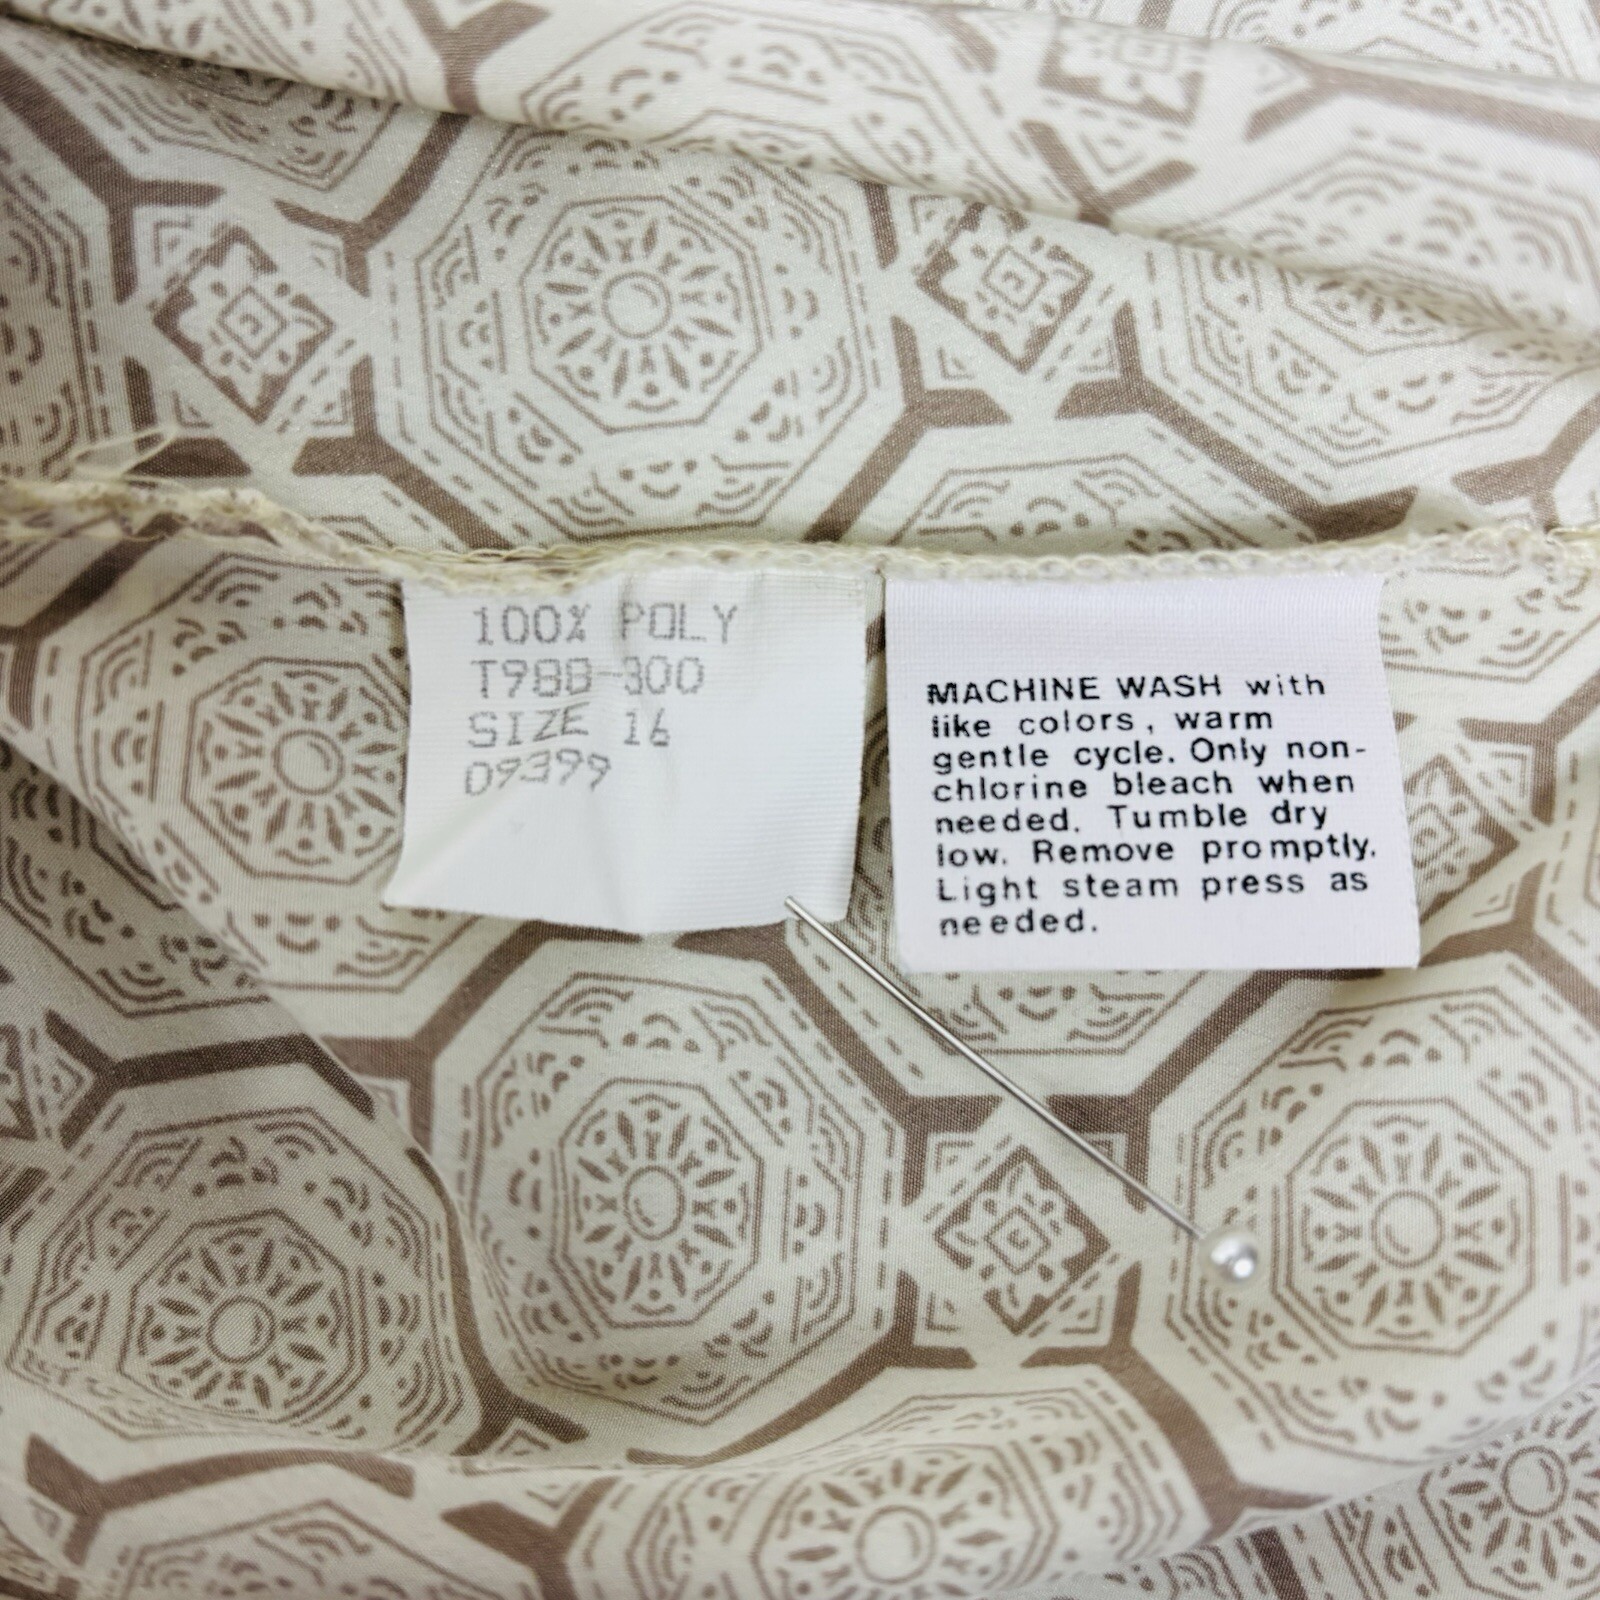 100% POLY
T98B-300
SIZE 16
09399
MACHINE WASH with
like colors, warm
gentle cycle. Only non-
chlorine bleach when
needed. Tumble dry
low. Remove promptly.
Light steam press as
needed.